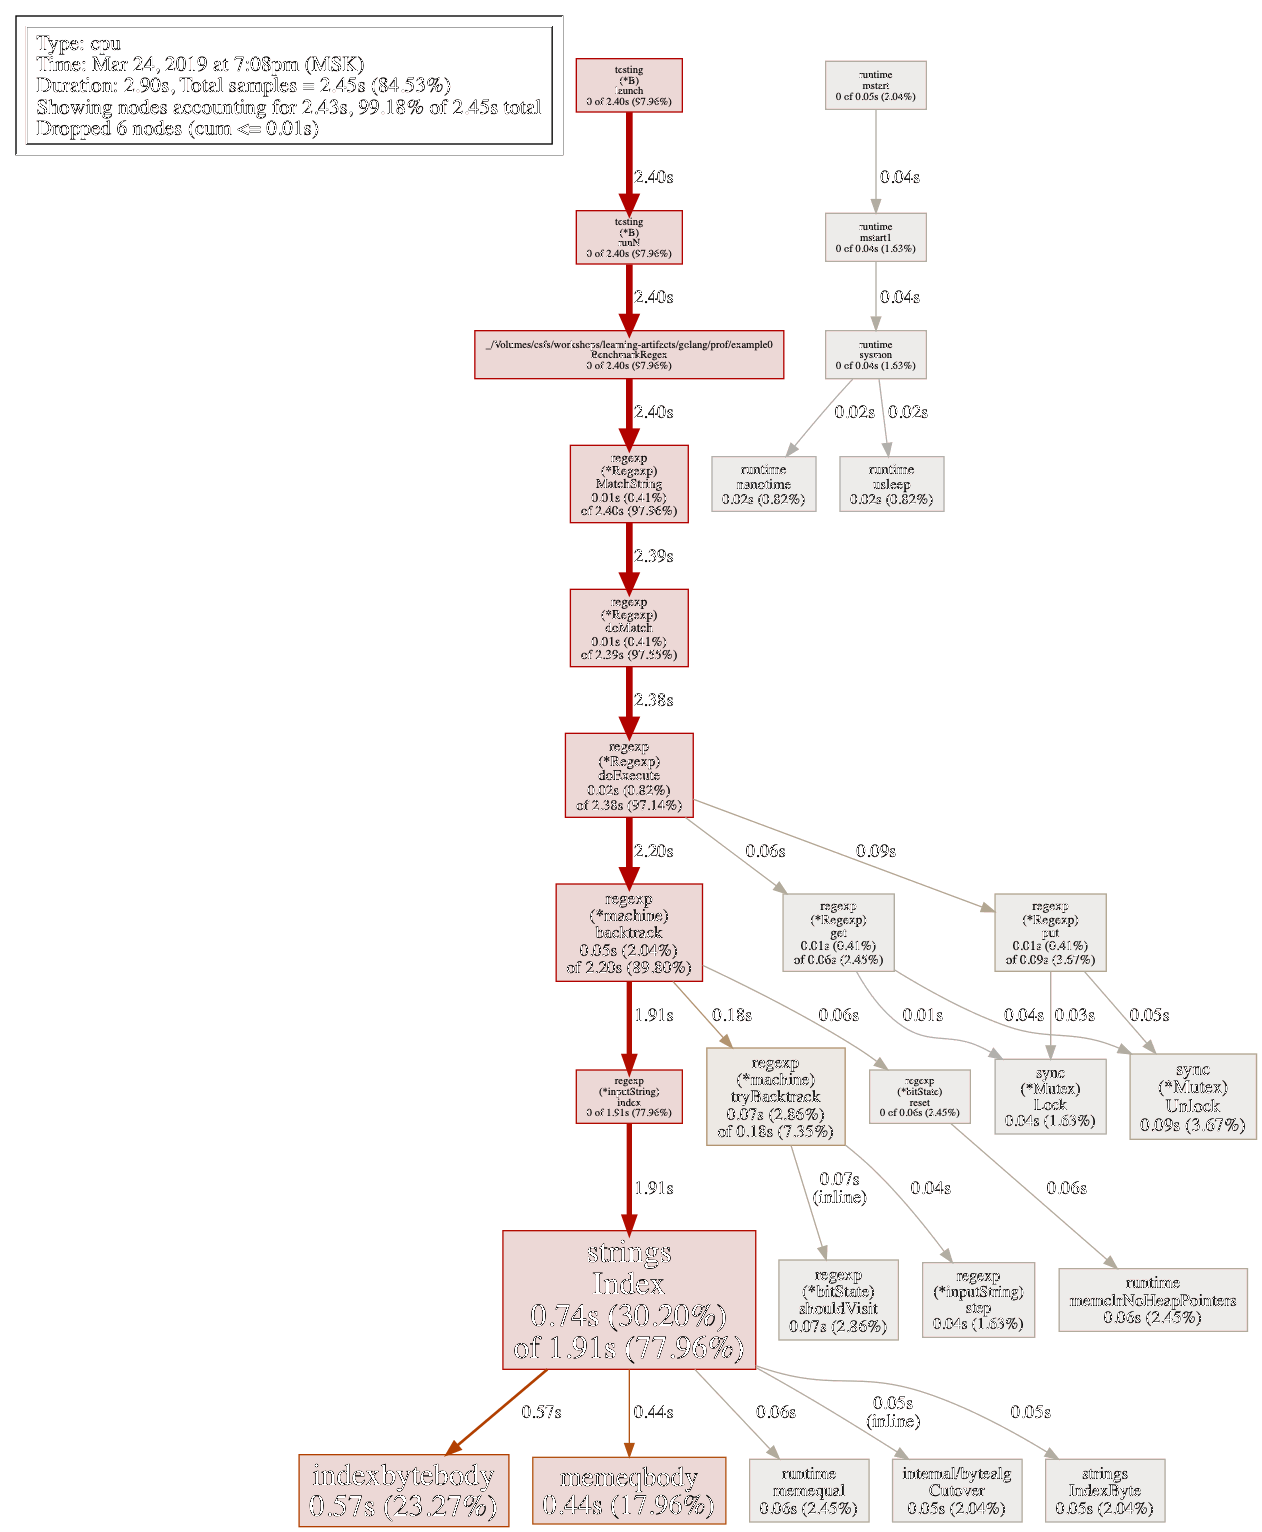 Type: cpu
Time: Mar 24, 2019 at 7:08pm (MSK)
Duration: 2.90s, Total samples = 2.45s (84.53%)
Showing nodes accounting for 2.43s, 99.18% of 2.45s total
Dropped 6 nodes (cum <= 0.01s)
testing
(*B)
launch
0 of 2.40s (97.96%)
runtime
mstart
0 of 0.05s (2.04%)
2.40s
0.04s
testing
(*B)
runN
0 of 2.40s (97.96%)
runtime
mstart1
0 of 0.04s (1.63%)
2.40s
0.04s
_/Volumes/csfs/workshops/learning-artifacts/golang/prof/example0
BenchmarkRegex
0 of 2.40s (97.96%)
runtime
sysmon
0 of 0.04s (1.63%)
2.40s
0.02s
0.02s
regexp
(*Regexp)
MatchString
0.01s (0.41%)
of 2.40s (97.96%)
runtime
nanotime
0.02s (0.82%)
runtime
usleep
0.02s (0.82%)
2.39s
regexp
(*Regexp)
doMatch
0.01s (0.41%)
of 2.39s (97.55%)
2.38s
regexp
(*Regexp)
doExecute
0.02s (0.82%)
of 2.38s (97.14%)
2.20s
0.06s
0.09s
regexp
(*machine)
backtrack
0.05s (2.04%)
of 2.20s (89.80%)
regexp
(*Regexp)
get
0.01s (0.41%)
of 0.06s (2.45%)
regexp
(*Regexp)
put
0.01s (0.41%)
of 0.09s (3.67%)
1.91s
0.18s
0.06s
0.01s
0.04s
0.03s
0.05s
regexp
(*inputString)
index
0 of 1.91s (77.96%)
regexp
(*machine)
tryBacktrack
0.07s (2.86%)
of 0.18s (7.35%)
regexp
(*bitState)
reset
0 of 0.06s (2.45%)
sync
(*Mutex)
Lock
0.04s (1.63%)
sync
(*Mutex)
Unlock
0.09s (3.67%)
1.91s
0.07s
(inline)
0.04s
0.06s
strings
Index
0.74s (30.20%)
of 1.91s (77.96%)
regexp
(*bitState)
shouldVisit
0.07s (2.86%)
regexp
(*inputString)
step
0.04s (1.63%)
runtime
memclrNoHeapPointers
0.06s (2.45%)
0.57s
0.44s
0.06s
0.05s
(inline)
0.05s
indexbytebody
0.57s (23.27%)
memeqbody
0.44s (17.96%)
runtime
memequal
0.06s (2.45%)
internal/bytealg
Cutover
0.05s (2.04%)
strings
IndexByte
0.05s (2.04%)